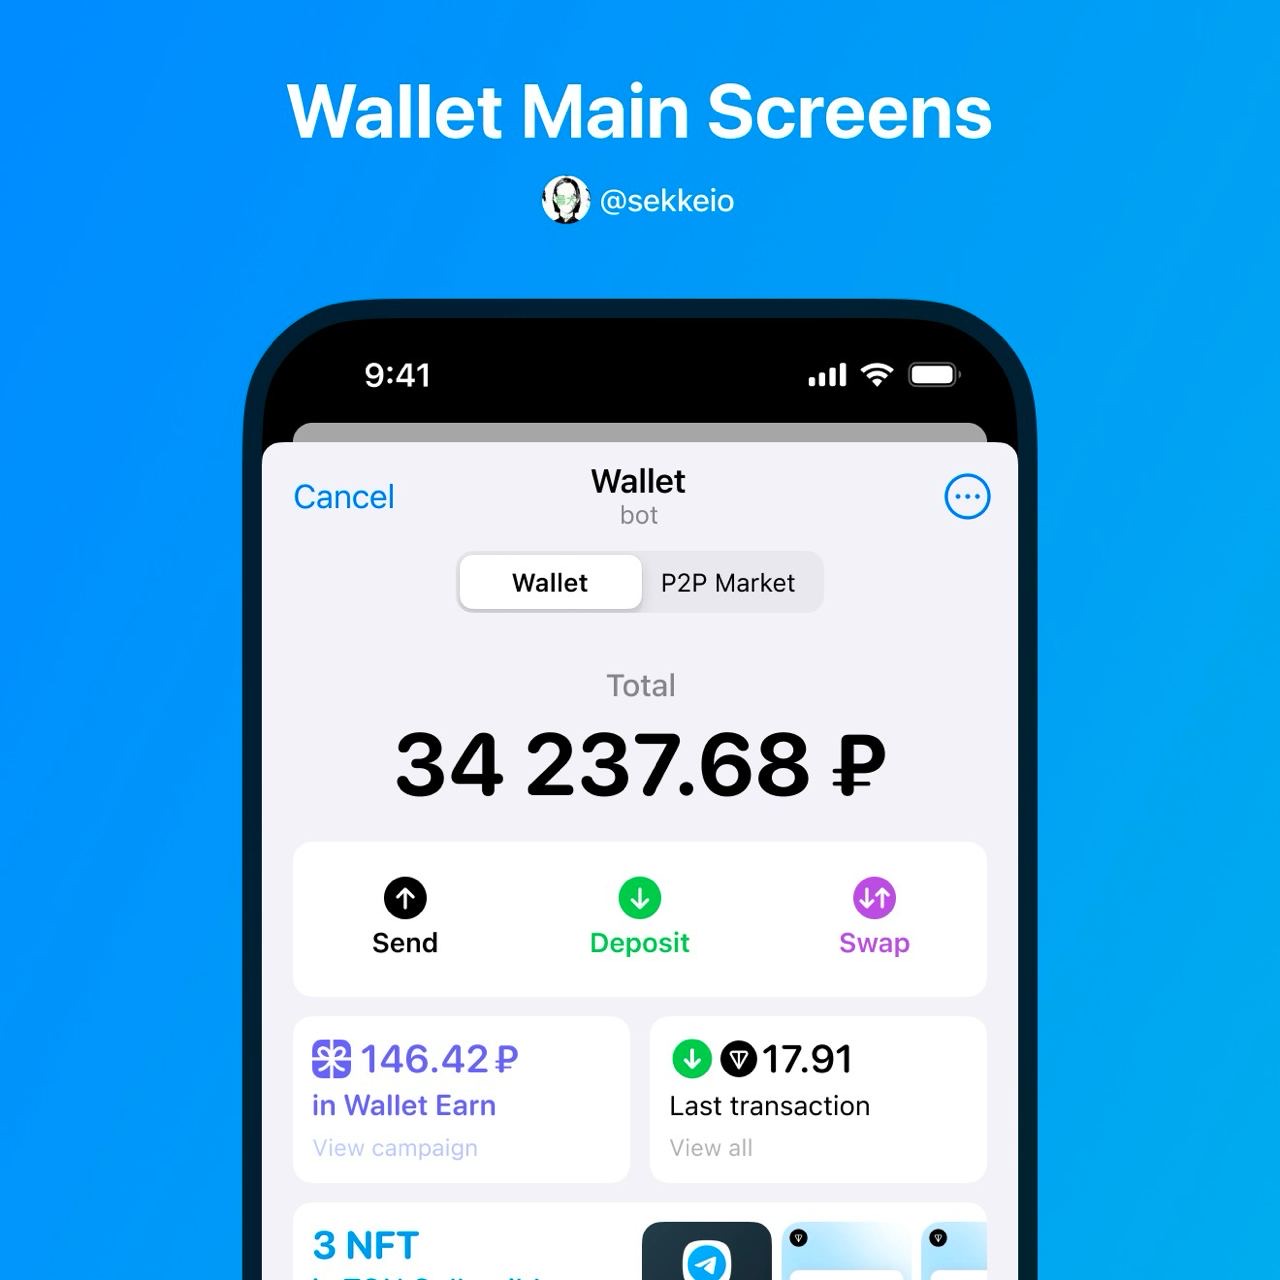 Wallet Main Screens
@sekkeio
9:41
Cancel
Wallet
bot
Wallet
P2P Market
Total
34 237.68 ₽
Send
Deposit
Swap
146.42 ₽
in Wallet Earn
View campaign
17.91
Last transaction
View all
3 NFT